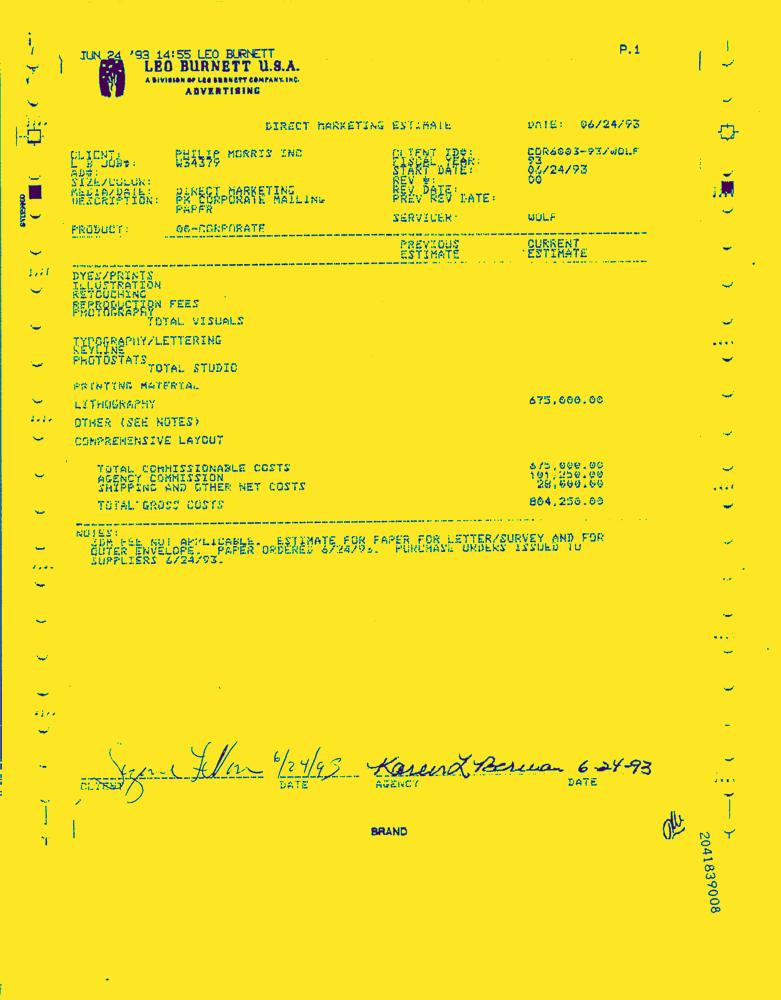 JUN 24 '93 14:55 LEO BURNETT P.1
LEO BURNETT U.S.A.
A DIVISION OF LEO BURNETT COMPANY, INC.
ADVERTISING
DIRECT MARKETING ESTIMATE DATE: 06/24/93
CLIENT: PHILIP MORRIS INC CLIENT ID#: COR6003-93/WOLF
L B JOB#: W54379 FISCAL YEAR: 93
AD#: START DATE: 06/24/93
SIZE/COLOR: REV #: 00
MEDIA/DATE: DIRECT MARKETING REV DATE:
DESCRIPTION: PM CORPORATE MAILING PREV REV DATE:
PAPER
SERVICER: WOLF
PRODUCT: 06-CORPORATE
PREVIOUS CURRENT
ESTIMATE ESTIMATE
DYES/PRINTS
ILLUSTRATION
RETOUCHING
REPRODUCTION FEES
PHOTOGRAPHY
TOTAL VISUALS
TYPOGRAPHY/LETTERING
KEYLINE
PHOTOSTATS
TOTAL STUDIO
PRINTING MATERIAL
LITHOGRAPHY 675,000.00
OTHER (SEE NOTES)
COMPREHENSIVE LAYOUT
TOTAL COMMISSIONABLE COSTS 675,000.00
AGENCY COMMISSION 101,250.00
SHIPPING AND OTHER NET COSTS 28,000.00
TOTAL GROSS COSTS 804,250.00
NOTES:
FEE NOT APPLICABLE. ESTIMATE FOR PAPER FOR LETTER/SURVEY AND FOR
OUTER ENVELOPE. PAPER ORDERED 6/24/93. PURCHASE ORDERS ISSUED TO
SUPPLIERS 6/24/93.
6/24/93 Karen L Berman 6-24-93
CLIENT DATE AGENCY DATE
BRAND
2041839008